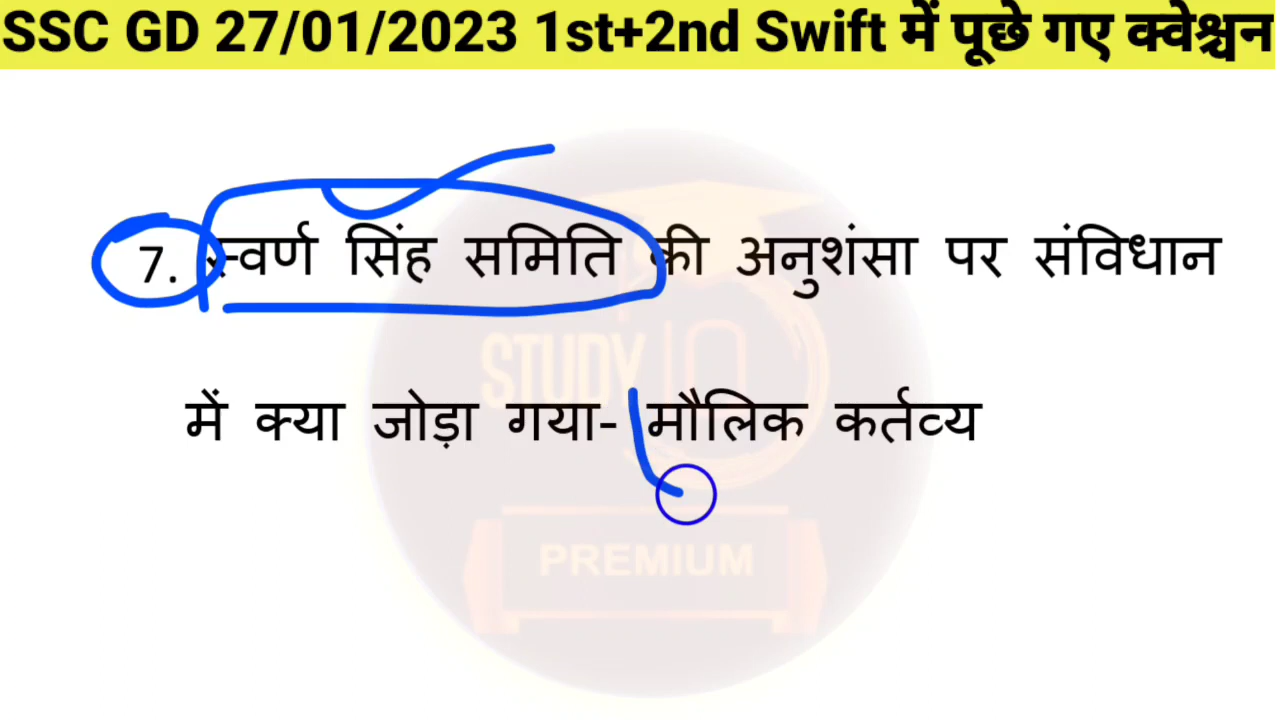 SSC GD 27/01/2023 1st+2nd Swift में पूछे गए क्वेश्चन
7. स्वर्ण सिंह समिति की अनुशंसा पर संविधान
में क्या जोड़ा गया- मौलिक कर्तव्य
STUDY IQ
PREMIUM